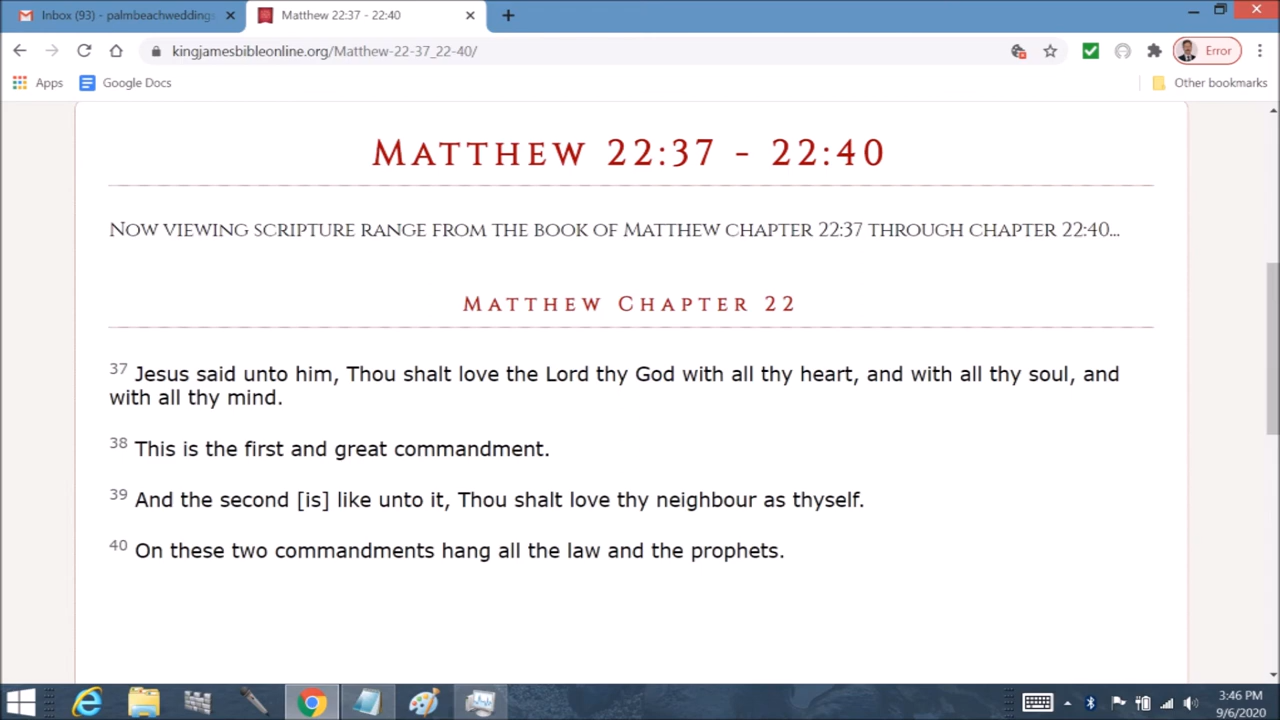 Inbox (93) - palmbeachweddings
Matthew 22:37 - 22:40
kingjamesbibleonline.org/Matthew-22-37_22-40/
Error
Apps
Google Docs
Other bookmarks
Matthew 22:37 - 22:40
Now viewing scripture range from the book of Matthew chapter 22:37 through chapter 22:40...
Matthew Chapter 22
37 Jesus said unto him, Thou shalt love the Lord thy God with all thy heart, and with all thy soul, and
with all thy mind.
38 This is the first and great commandment.
39 And the second [is] like unto it, Thou shalt love thy neighbour as thyself.
40 On these two commandments hang all the law and the prophets.
3:46 PM
9/6/2020